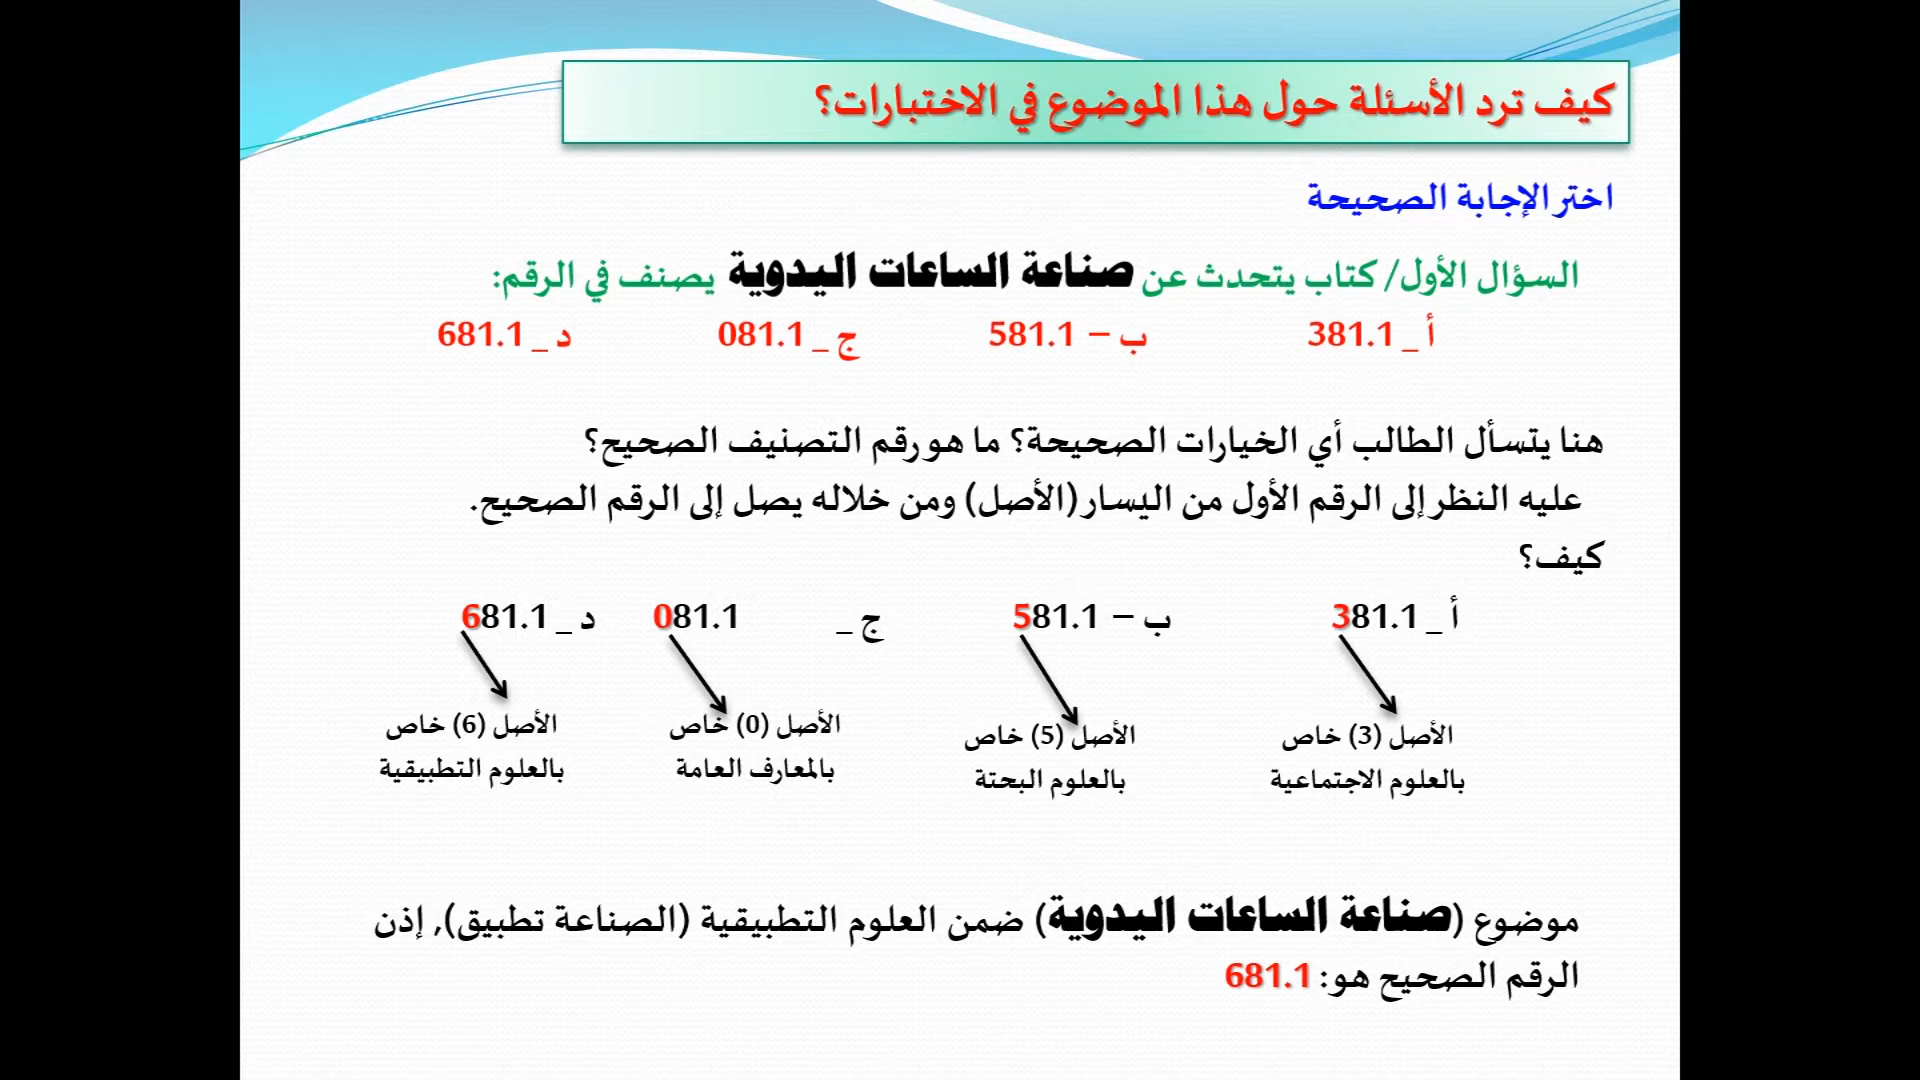 كيف ترد الأسئلة حول هذا الموضوع في الاختبارات؟
اختر الإجابة الصحيحة
السؤال الأول/ كتاب يتحدث عن صناعة الساعات اليدوية يصنف في الرقم:
أ _ 381.1 ب – 581.1 ج _ 081.1 د _ 681.1
هنا يتسأل الطالب أي الخيارات الصحيحة؟ ما هو رقم التصنيف الصحيح؟
عليه النظر إلى الرقم الأول من اليسار (الأصل) ومن خلاله يصل إلى الرقم الصحيح.
كيف؟
أ _ 381.1 ب – 581.1 ج _ 081.1 د _ 681.1
الأصل (3) خاص
بالعلوم الاجتماعية
الأصل (5) خاص
بالعلوم البحتة
الأصل (0) خاص
بالمعارف العامة
الأصل (6) خاص
بالعلوم التطبيقية
موضوع (صناعة الساعات اليدوية) ضمن العلوم التطبيقية (الصناعة تطبيق), إذن
الرقم الصحيح هو: 681.1